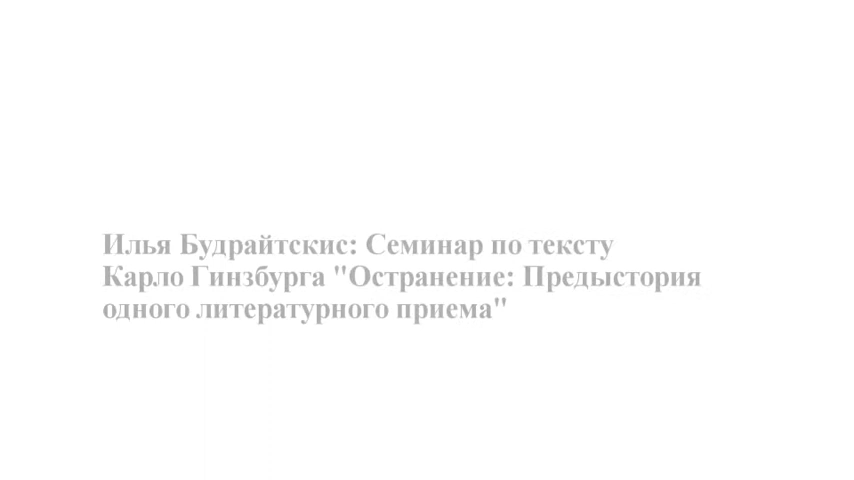 Илья Будрайтскис: Семинар по тексту
Карло Гинзбурга "Остранение: Предыстория
одного литературного приема"